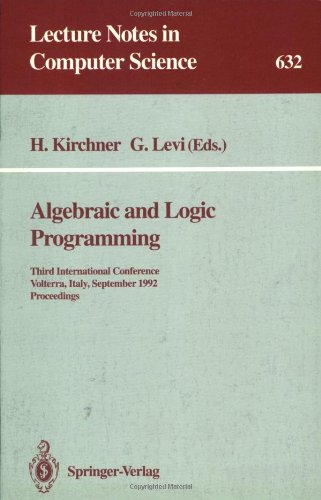 Lecture Notes in
Computer Science
632
H. Kirchner G. Levi (Eds.)
Algebraic and Logic
Programming
Third International Conference
Volterra, Italy, September 1992
Proceedings
Springer-Verlag